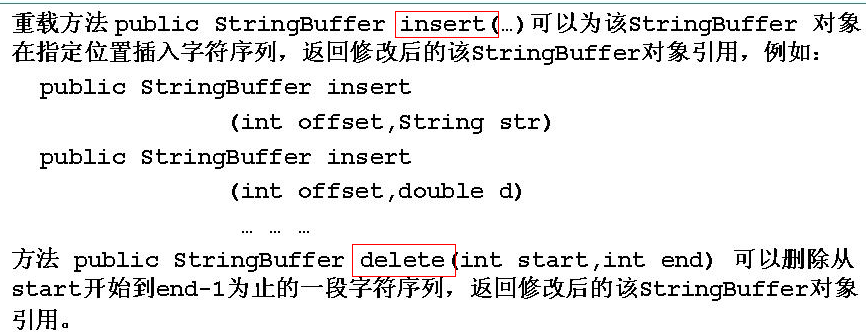 重载方法public StringBuffer insert(…)可以为该StringBuffer 对象
在指定位置插入字符序列，返回修改后的该StringBuffer对象引用，例如：
public StringBuffer insert
(int offset,String str)
public StringBuffer insert
(int offset,double d)
… … …
方法 public StringBuffer delete(int start,int end) 可以删除从
start开始到end-1为止的一段字符序列，返回修改后的该StringBuffer对象
引用。